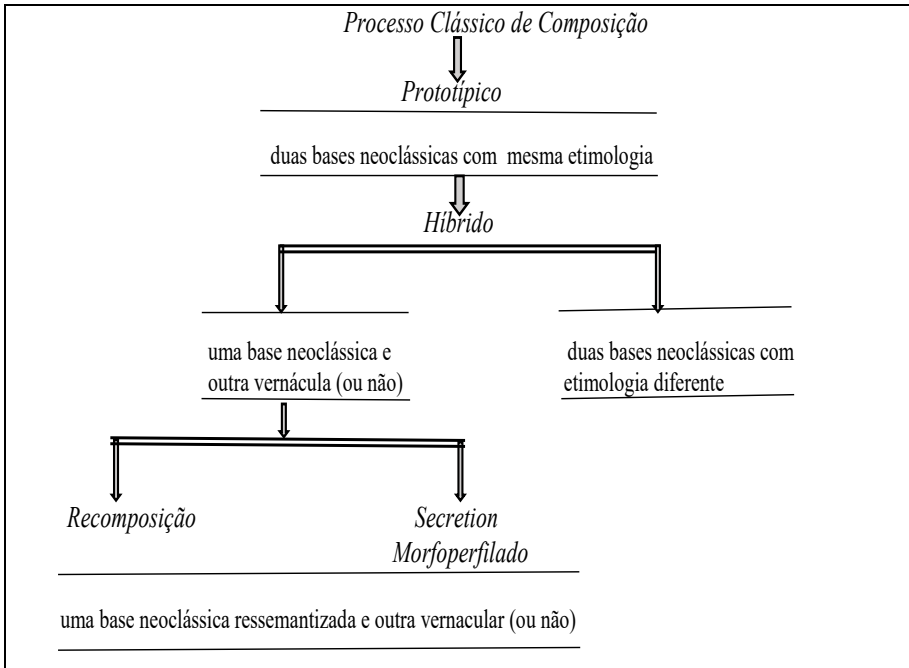 Processo Clássico de Composição
Prototípico
duas bases neoclássicas com mesma etimologia
Híbrido
uma base neoclássica e
outra vernácula (ou não)
duas bases neoclássicas com
etimologia diferente
Recomposição
Secretion
Morfoperfilado
uma base neoclássica ressemantizada e outra vernacular (ou não)